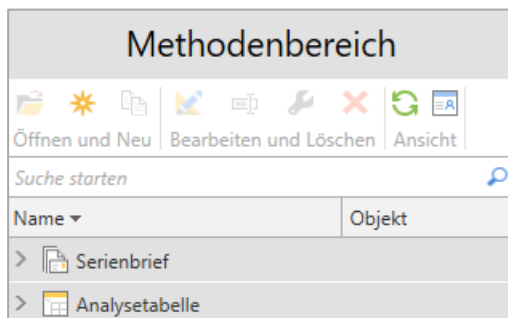 Methodenbereich
Öffnen und Neu Bearbeiten und Löschen Ansicht
Suche starten
Name Objekt
Serienbrief
Analysetabelle